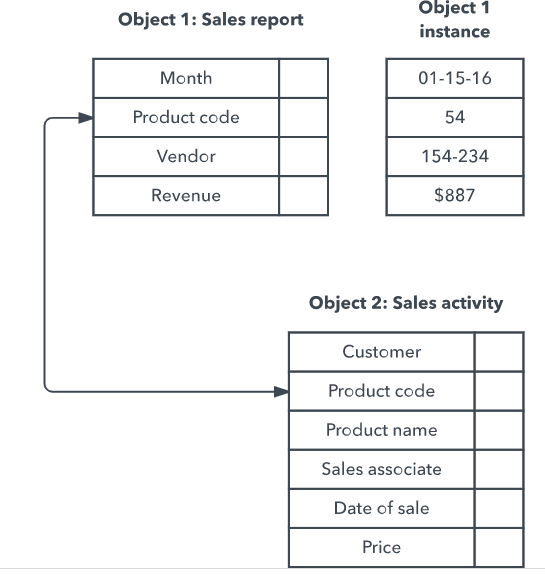 Object 1: Sales report
Month
Product code
Vendor
Revenue
Object 1
instance
01-15-16
54
154-234
$887
Object 2: Sales activity
Customer
Product code
Product name
Sales associate
Date of sale
Price